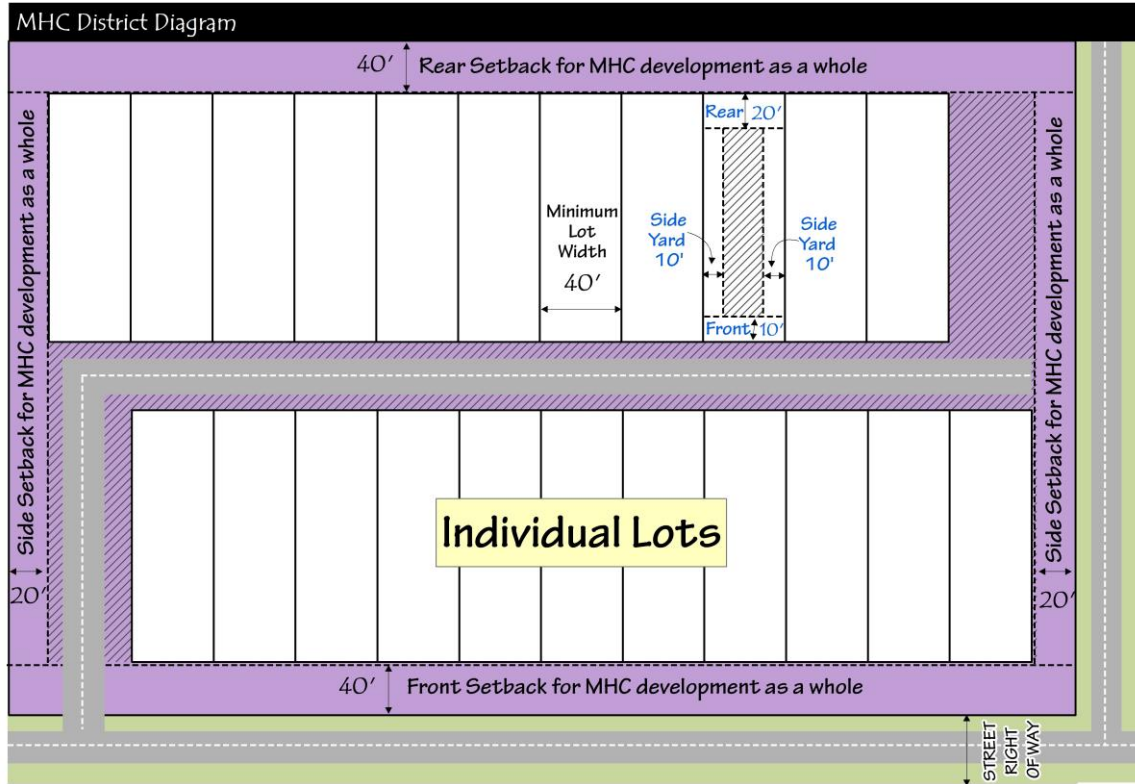 MHC District Diagram
40' Rear Setback for MHC development as a whole
Side Setback for MHC development as a whole
20'
Minimum
Lot
Width
40'
Rear 20'
Side
Yard
10'
Side
Yard
10'
Front 10'
Side Setback for MHC development as a whole
20'
Individual Lots
40' Front Setback for MHC development as a whole
STREET
RIGHT
OF WAY